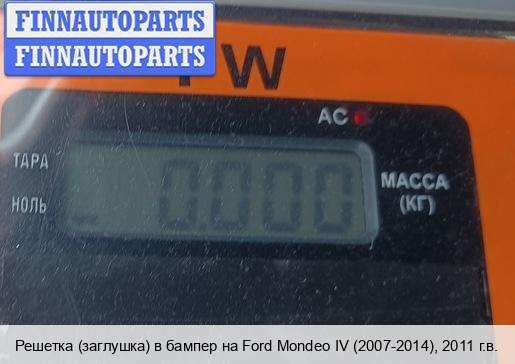 FINNAUTOPARTS
FINNAUTOPARTS
TW
AC
ТАРА
НОЛЬ
0.000
МАССА
(КГ)
Решетка (заглушка) в бампер на Ford Mondeo IV (2007-2014), 2011 г.в.